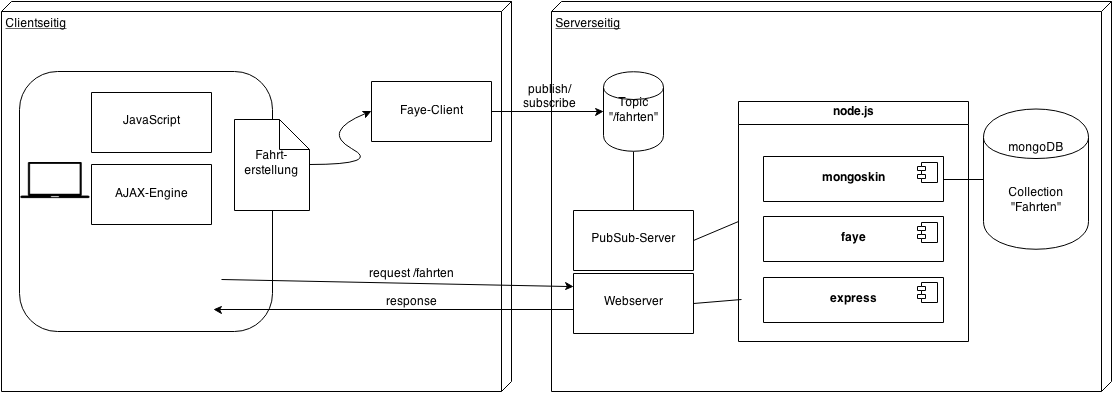 Clientseitig
JavaScript
AJAX-Engine
Fahrt-
erstellung
Faye-Client
publish/
subscribe
request /fahrten
response
Serverseitig
Topic
"/fahrten"
PubSub-Server
Webserver
node.js
mongoskin
faye
express
mongoDB
Collection
"Fahrten"